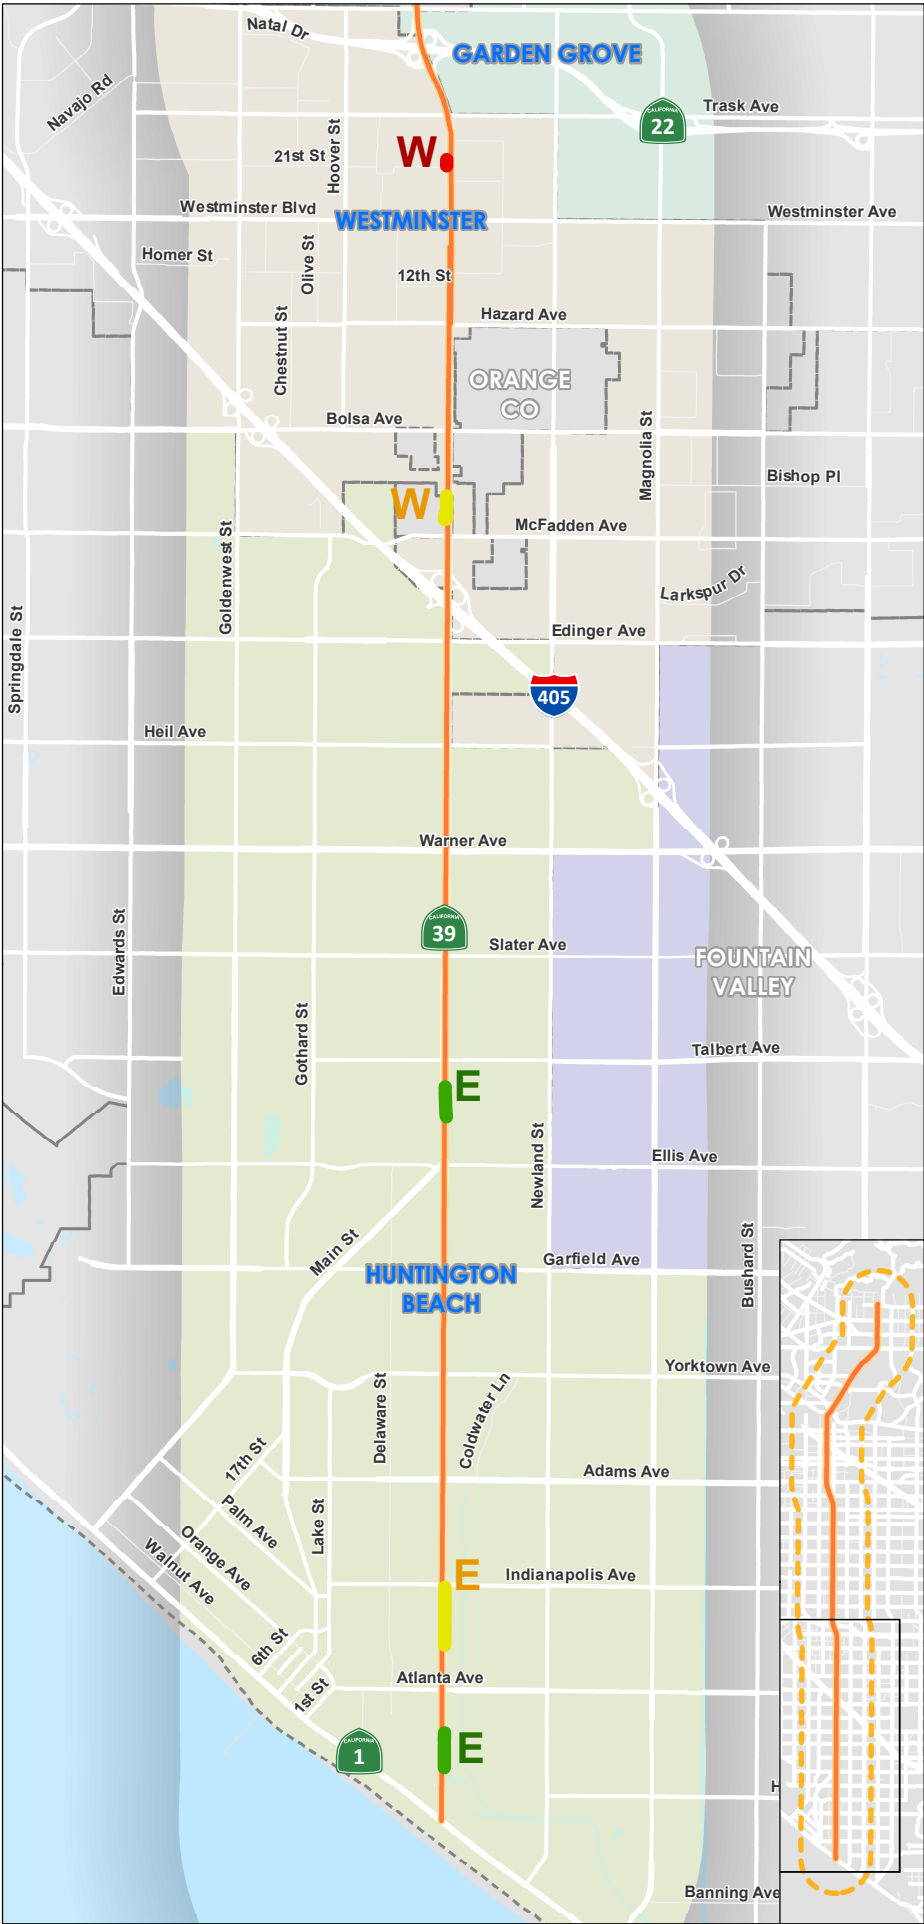 Natal Dr
GARDEN GROVE
Navajo Rd
Trask Ave
CALIFORNIA
22
Hoover St
21st St
W
Westminster Blvd
WESTMINSTER
Westminster Ave
Homer St
Olive St
12th St
Chestnut St
Hazard Ave
ORANGE
CO
Bolsa Ave
Magnolia St
Bishop Pl
W
McFadden Ave
Goldenwest St
Larkspur Dr
Springdale St
Edinger Ave
405
Heil Ave
Warner Ave
CALIFORNIA
39
Edwards St
Slater Ave
FOUNTAIN
VALLEY
Gothard St
Talbert Ave
E
Newland St
Ellis Ave
Main St
Garfield Ave
Bushard St
HUNTINGTON
BEACH
Yorktown Ave
Delaware St
Coldwater Ln
17th St
Adams Ave
Palm Ave
Lake St
Orange Ave
Walnut Ave
E
Indianapolis Ave
6th St
Atlanta Ave
1st St
CALIFORNIA
1
E
H
Banning Ave